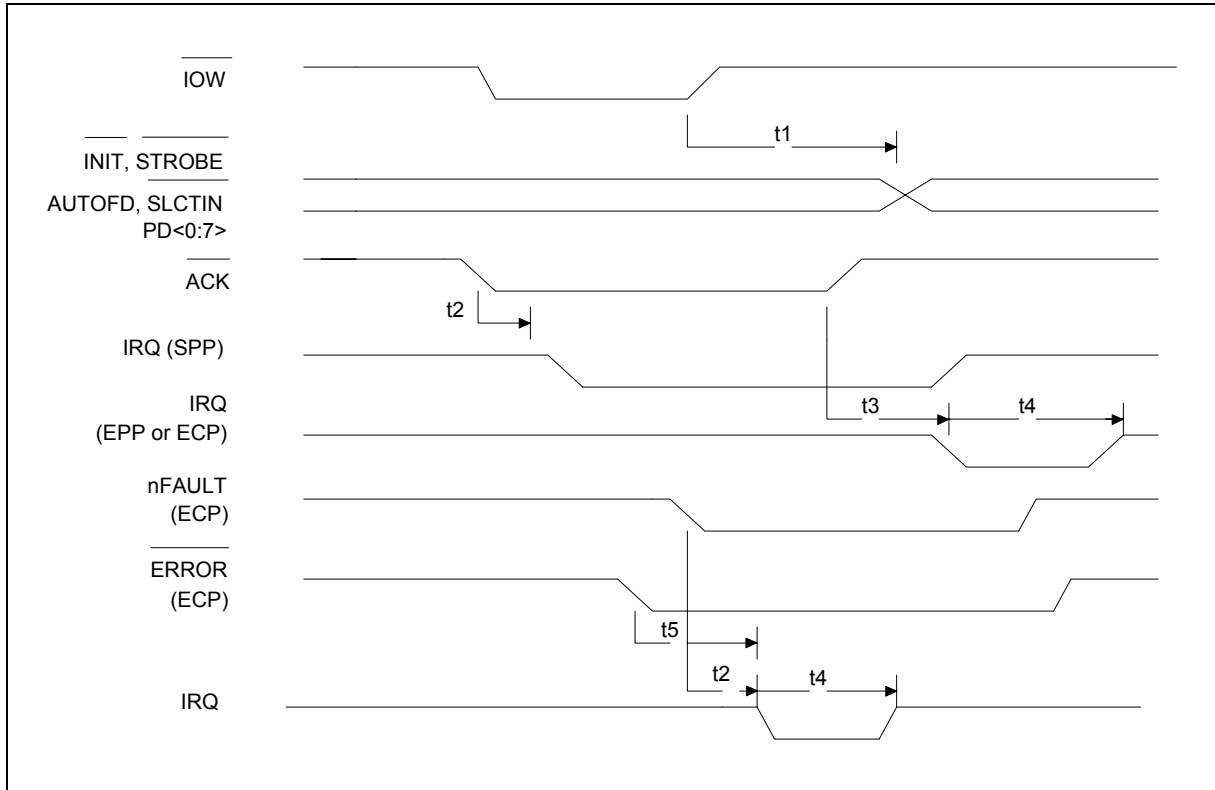 IOW
t1
INIT, STROBE
AUTOFD, SLCTIN
PD<0:7>
ACK
t2
IRQ (SPP)
IRQ
(EPP or ECP)
t3
t4
nFAULT
(ECP)
ERROR
(ECP)
t5
t2
t4
IRQ